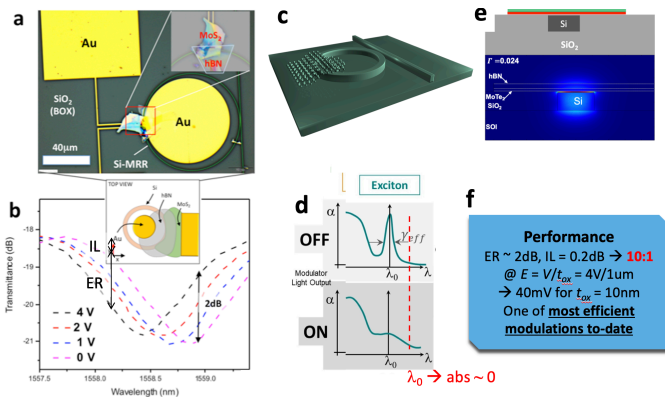 a
Au
MoS2
hBN
SiO2
(BOX)
Au
40μm
Si-MRR
c
e
Si
SiO2
Γ =0.024
hBN
MoTe2
SiO2
Si
SOI
b
TOP VIEW
Si
hBN
MoS2
Au
x
IL
ER
2dB
Transmittance (dB)
-18
-19
-20
-21
4 V
2 V
1 V
0 V
1557.5
1558.0
1558.5
1559.0
Wavelength (nm)
d
Exciton
α
OFF
γeff
λ0
λ
Modulator
Light Output
α
ON
λ0
λ
λ0 → abs ~ 0
f
Performance
ER ~ 2dB, IL = 0.2dB → 10:1
@ E = V/tox = 4V/1um
→ 40mV for tox = 10nm
One of most efficient
modulations to-date